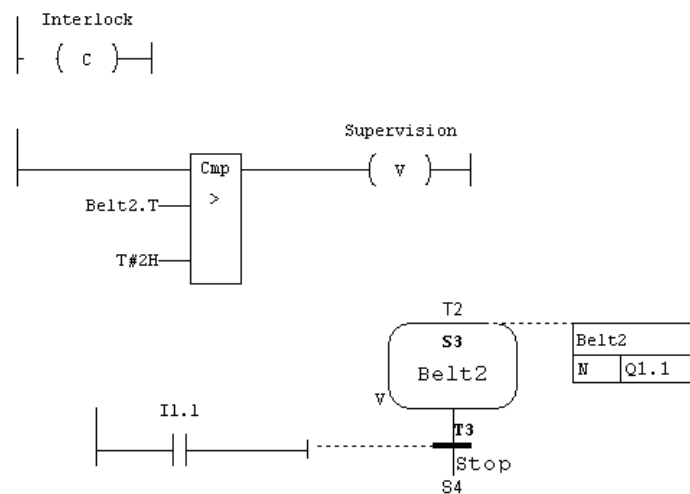 Interlock
( C )
Supervision
Cmp
( V )
>
Belt2.T
T#2H
T2
S3
Belt2
Belt2
N Q1.1
V
I1.1
T3
Stop
S4